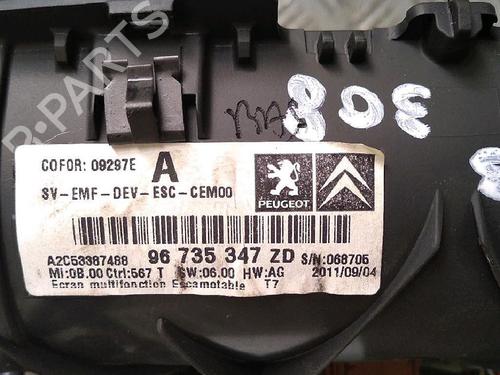 B-PARTS
308
COFOR: 09297E A
SV-EMF-DEV-ESC-CEM00
PEUGEOT
A2C53387488 96 735 347 ZD S/N:068705
MI:0B.00 Ctrl:567 T SW:06.00 HW:AG 2011/09/04
Ecran multifonction Escamotable T7